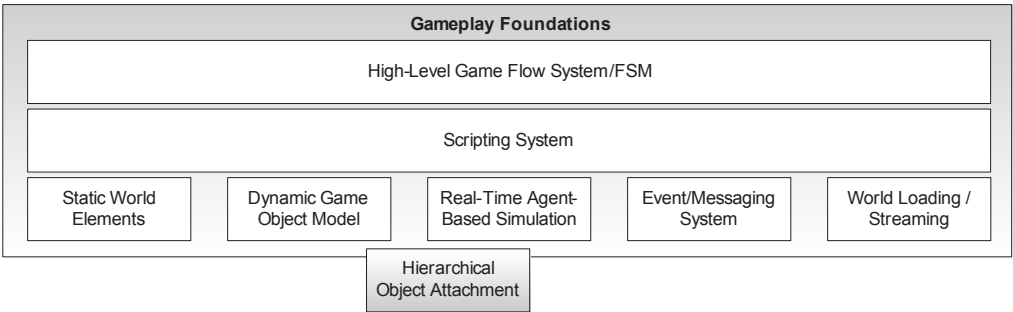 Gameplay Foundations
High-Level Game Flow System/FSM
Scripting System
Static World
Elements
Dynamic Game
Object Model
Real-Time Agent-
Based Simulation
Event/Messaging
System
World Loading /
Streaming
Hierarchical
Object Attachment